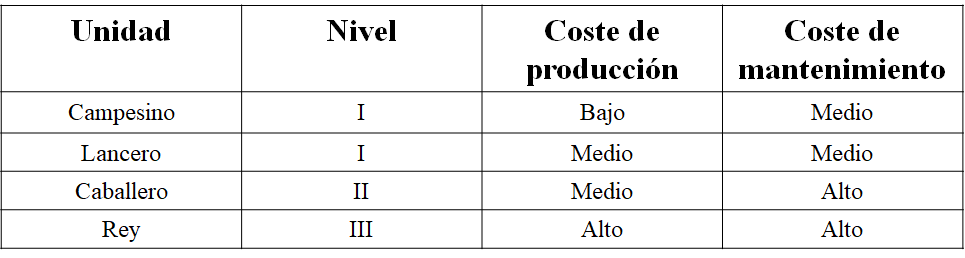 Unidad Nivel Coste de producción Coste de mantenimiento
Campesino I Bajo Medio
Lancero I Medio Medio
Caballero II Medio Alto
Rey III Alto Alto